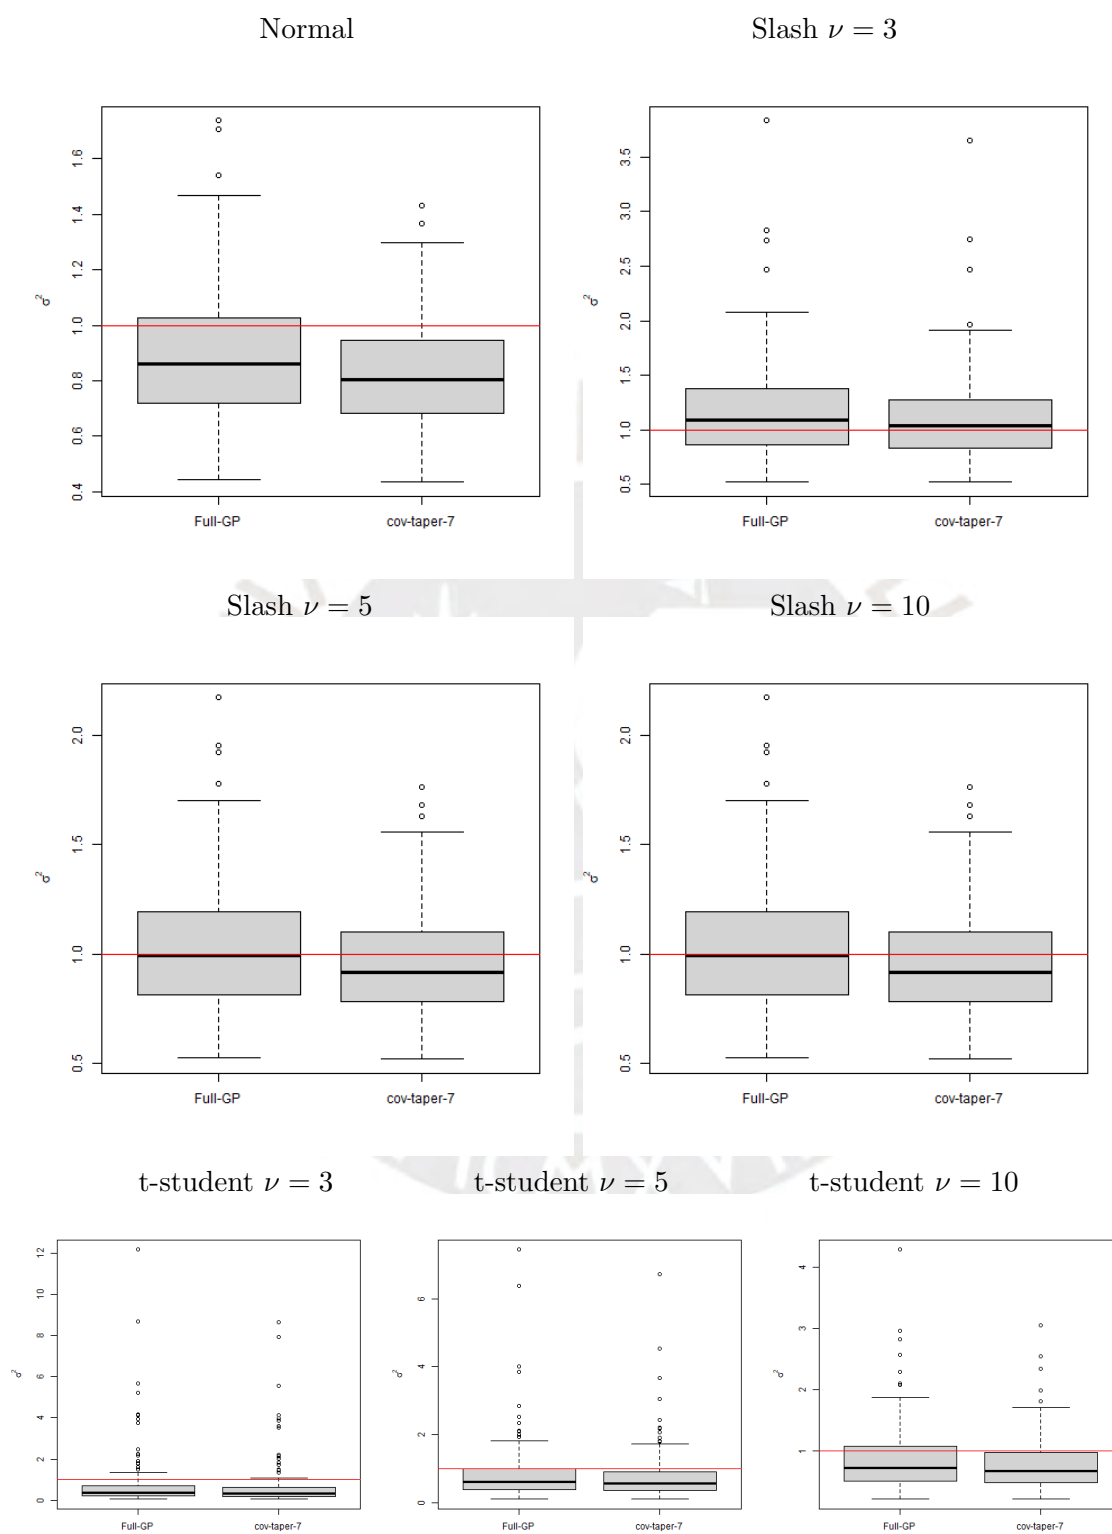 Normal
Slash ν = 3
1.6
1.4
1.2
1.0
0.8
0.6
0.4
σ²
Full-GP
cov-taper-7
3.5
3.0
2.5
2.0
1.5
1.0
0.5
σ²
Full-GP
cov-taper-7
Slash ν = 5
Slash ν = 10
2.0
1.5
1.0
0.5
σ²
Full-GP
cov-taper-7
2.0
1.5
1.0
0.5
σ²
Full-GP
cov-taper-7
t-student ν = 3
t-student ν = 5
t-student ν = 10
12
10
8
6
4
2
0
σ²
Full-GP
cov-taper-7
6
4
2
0
σ²
Full-GP
cov-taper-7
4
3
2
1
σ²
Full-GP
cov-taper-7